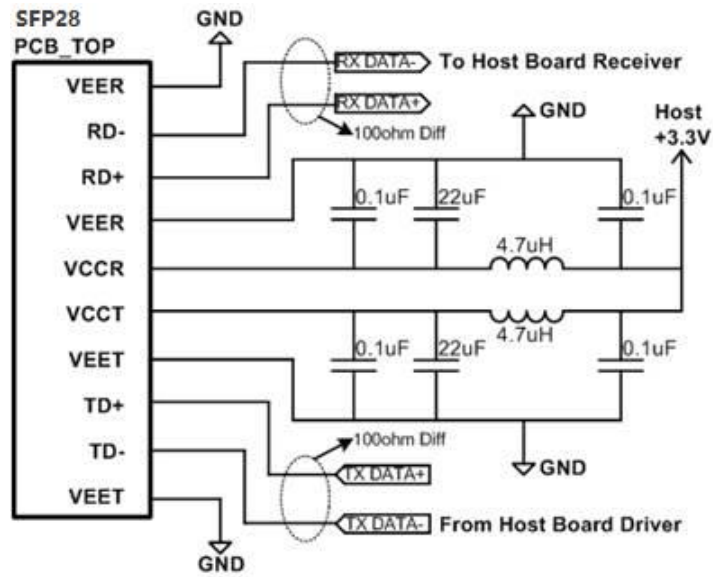 SFP28
PCB_TOP
GND
VEER
RD-
RD+
VEER
VCCR
VCCT
VEET
TD+
TD-
VEET
RX DATA- To Host Board Receiver
RX DATA+
100ohm Diff
GND
Host
+3.3V
0.1uF 22uF 0.1uF
4.7uH
4.7uH
0.1uF 22uF 0.1uF
100ohm Diff
GND
TX DATA+
TX DATA- From Host Board Driver
GND